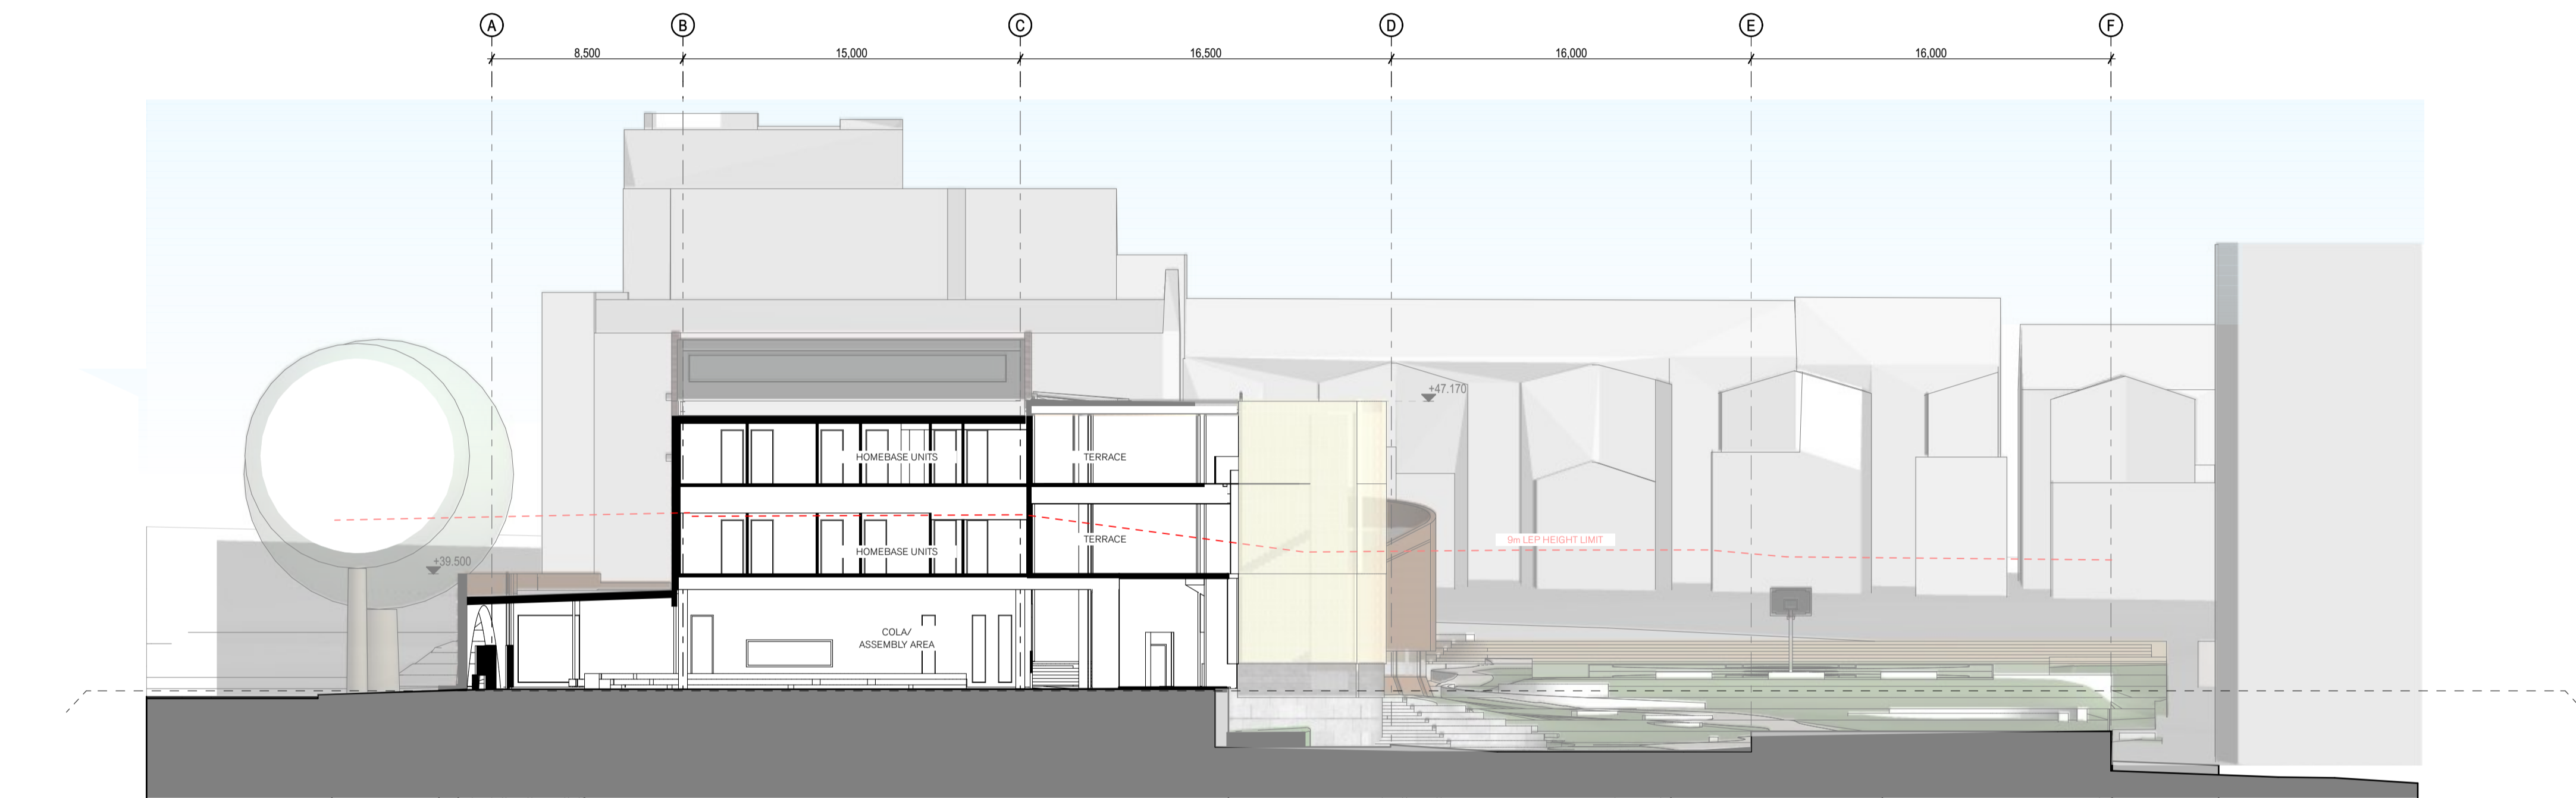 A
B
C
D
E
F
8,500
15,000
16,500
16,000
16,000
+47.170
HOMEBASE UNITS
TERRACE
HOMEBASE UNITS
TERRACE
9m LEP HEIGHT LIMIT
+39.500
COLA/
ASSEMBLY AREA